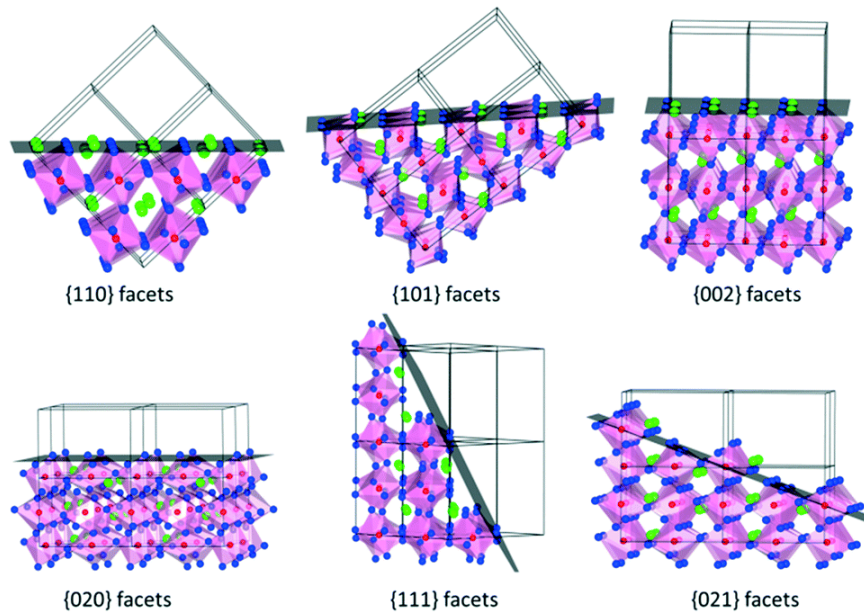 {110} facets
{101} facets
{002} facets
{020} facets
{111} facets
{021} facets